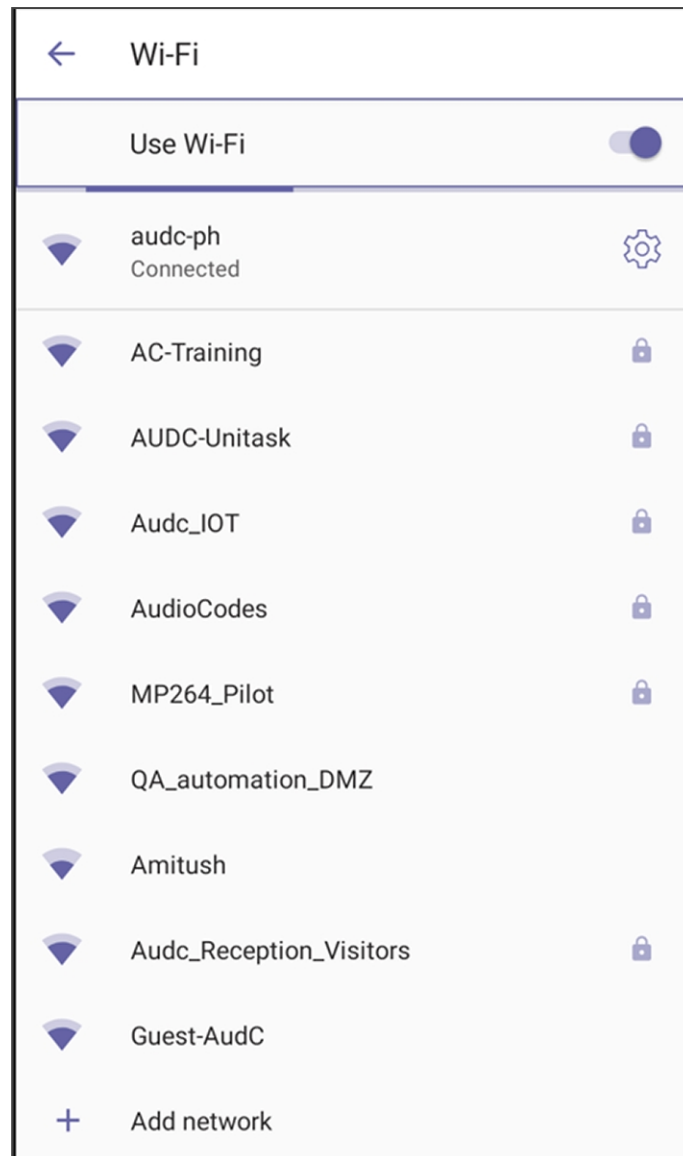 Wi-Fi
Use Wi-Fi
audc-ph
Connected
AC-Training
AUDC-Unitask
Audc_IOT
AudioCodes
MP264_Pilot
QA_automation_DMZ
Amitush
Audc_Reception_Visitors
Guest-AudC
Add network